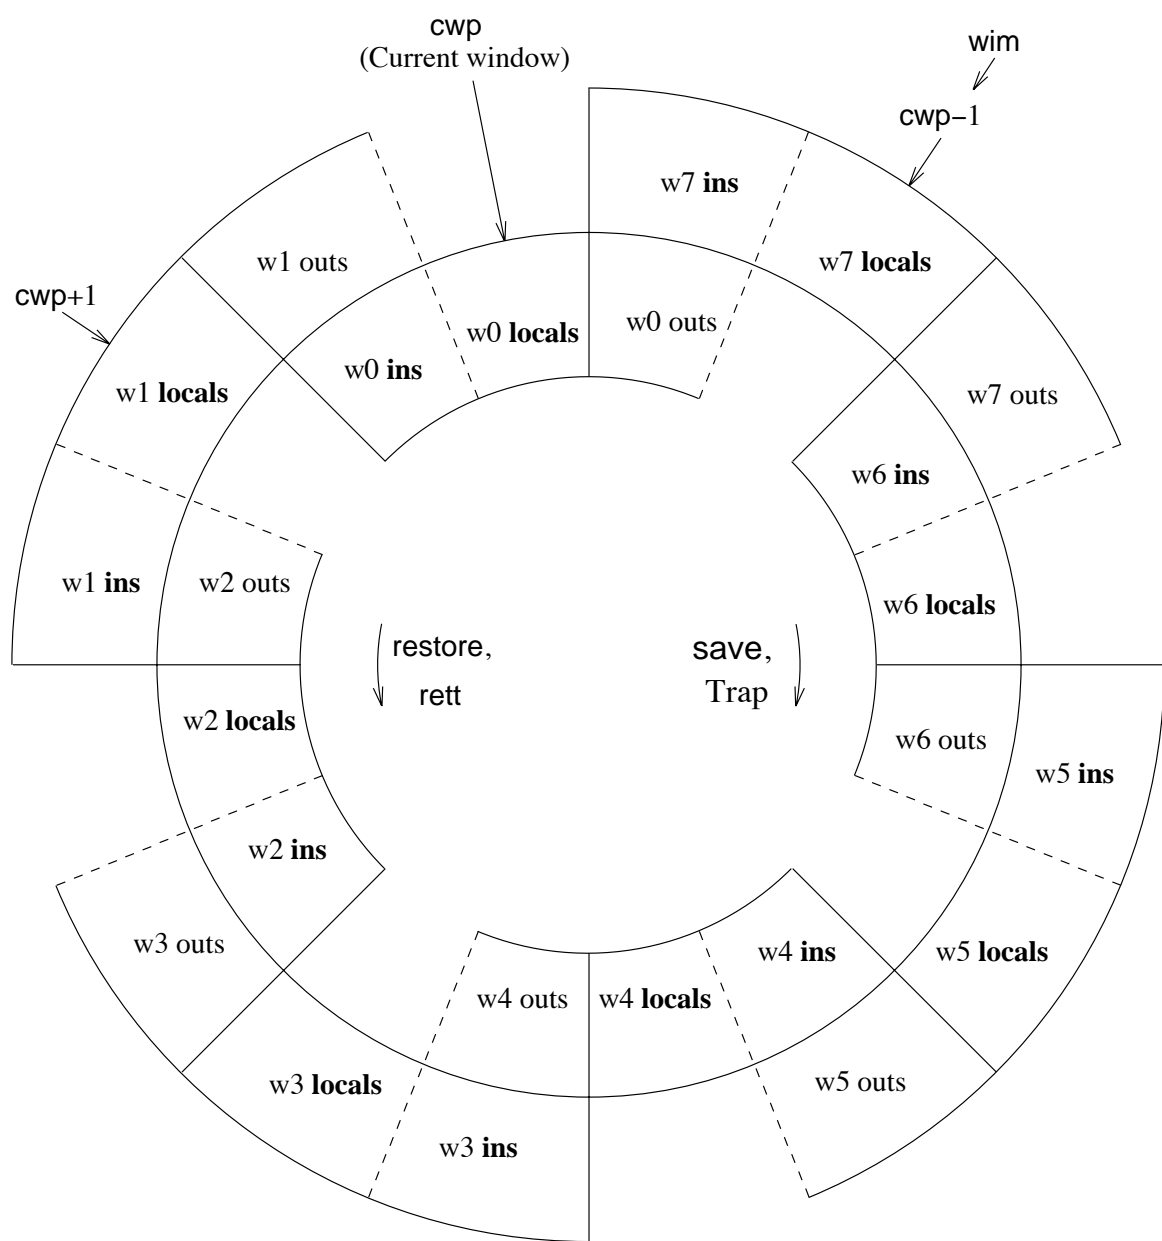 cwp
(Current window)
wim
cwp−1
w7 ins
w1 outs
w7 locals
cwp+1
w0 outs
w0 locals
w0 ins
w1 locals
w7 outs
w6 ins
w1 ins
w2 outs
w6 locals
restore,
rett
save,
Trap
w2 locals
w6 outs
w5 ins
w2 ins
w3 outs
w4 ins
w5 locals
w4 outs
w4 locals
w3 locals
w5 outs
w3 ins